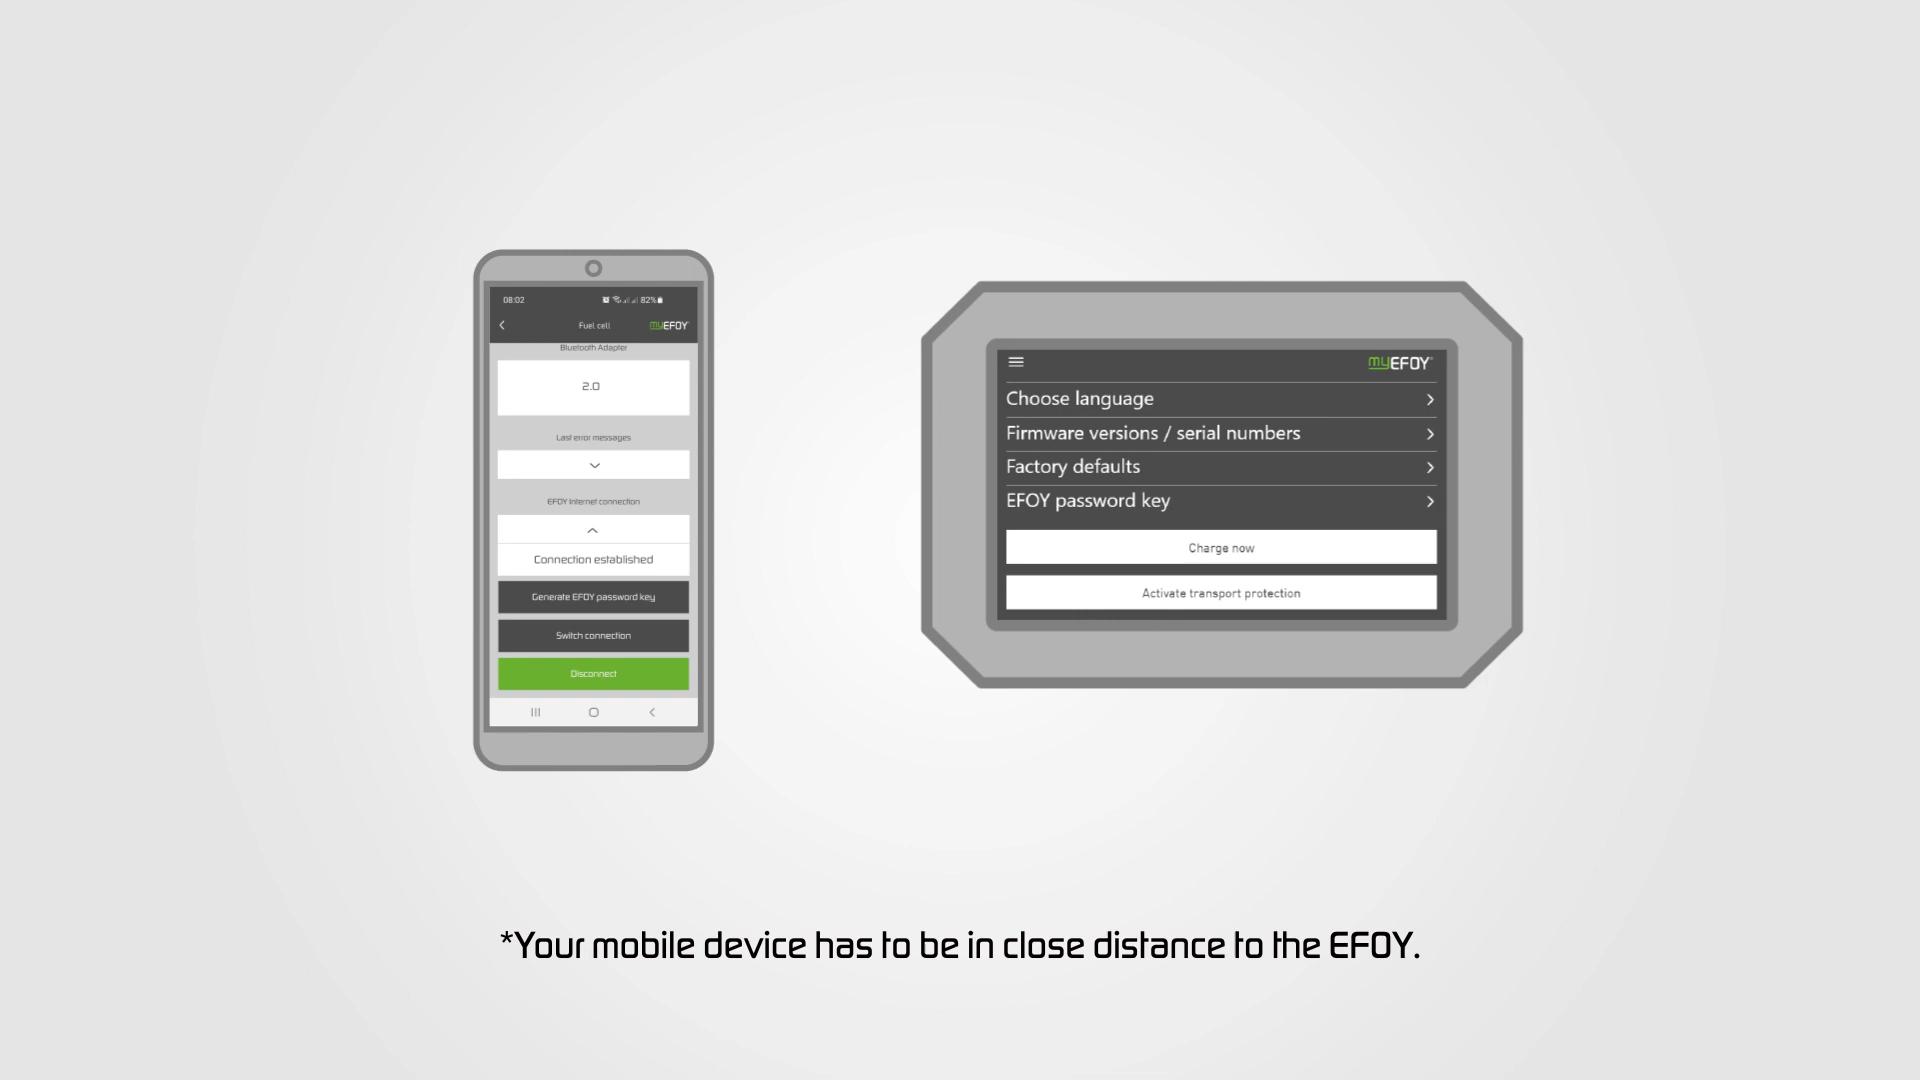 08:02
82%
Fuel cell
myEFOY
Bluetooth Adapter
2.0
Last error messages
EFOY Internet connection
Connection established
Generate EFOY password key
Switch connection
Disconnect
myEFOY
Choose language
Firmware versions / serial numbers
Factory defaults
EFOY password key
Charge now
Activate transport protection
*Your mobile device has to be in close distance to the EFOY.